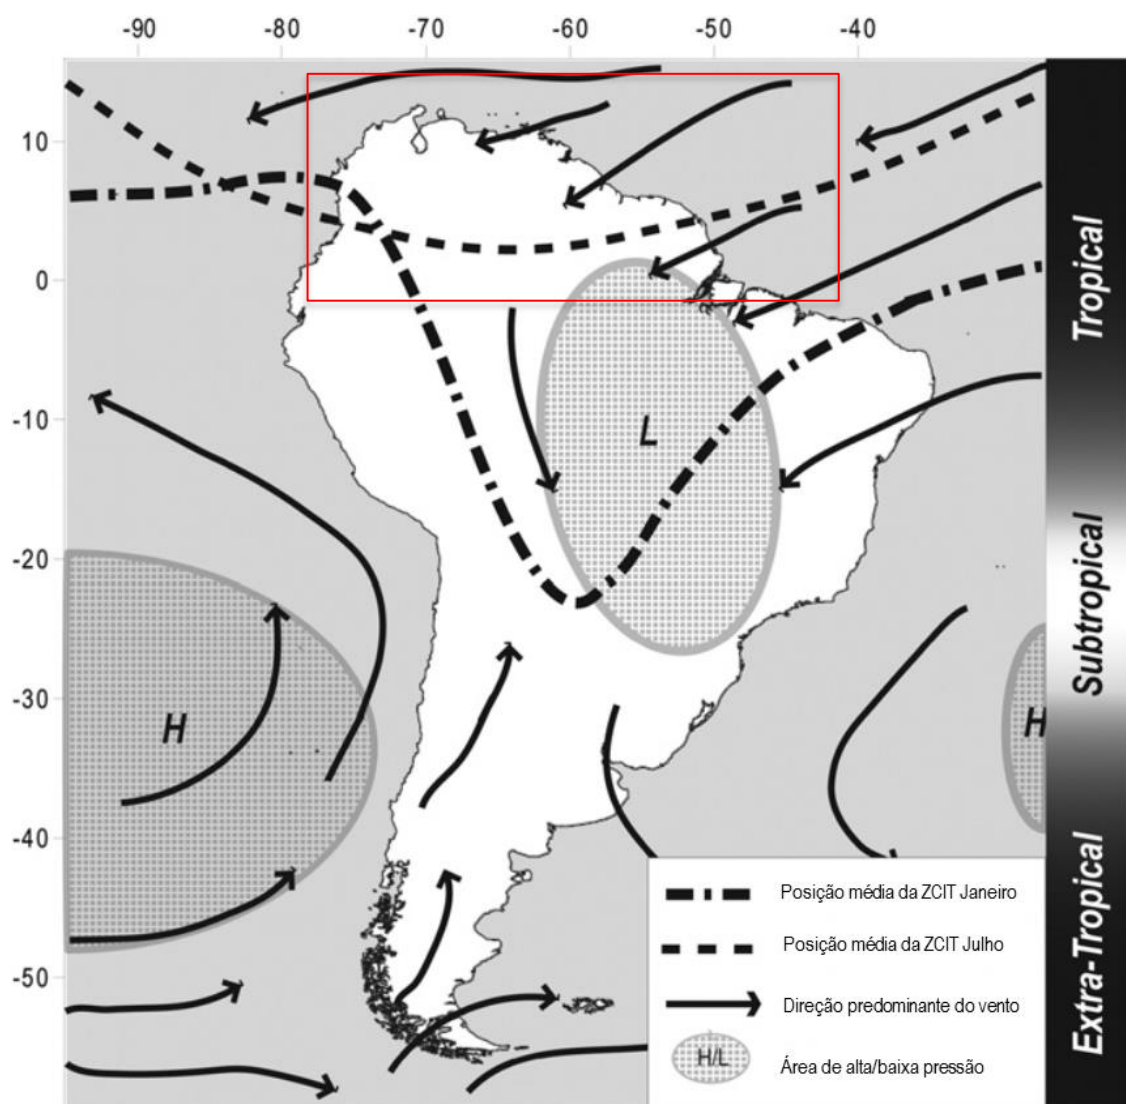 -90 -80 -70 -60 -50 -40
10
0
-10
-20
-30
-40
-50
Tropical
Subtropical
Extra-Tropical
L
H
H
Posição média da ZCIT Janeiro
Posição média da ZCIT Julho
Direção predominante do vento
H/L
Área de alta/baixa pressão